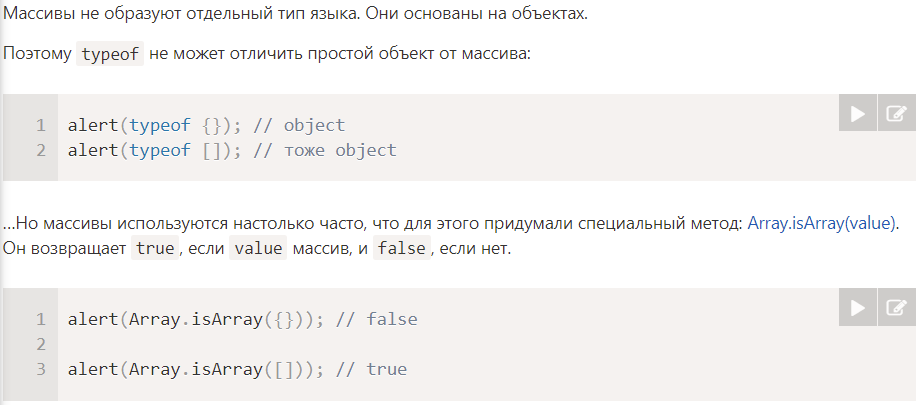 Массивы не образуют отдельный тип языка. Они основаны на объектах.
Поэтому typeof не может отличить простой объект от массива:
1 alert(typeof {}); // object
2 alert(typeof []); // тоже object
…Но массивы используются настолько часто, что для этого придумали специальный метод: Array.isArray(value).
Он возвращает true, если value массив, и false, если нет.
1 alert(Array.isArray({})); // false
2
3 alert(Array.isArray([])); // true